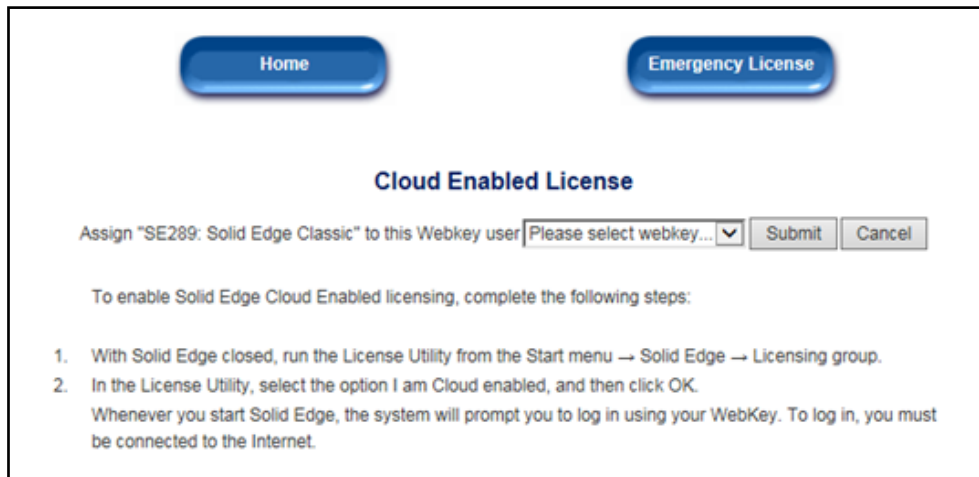 Home
Emergency License
Cloud Enabled License
Assign "SE289: Solid Edge Classic" to this Webkey user Please select webkey... Submit Cancel
To enable Solid Edge Cloud Enabled licensing, complete the following steps:
1. With Solid Edge closed, run the License Utility from the Start menu → Solid Edge → Licensing group.
2. In the License Utility, select the option I am Cloud enabled, and then click OK.
Whenever you start Solid Edge, the system will prompt you to log in using your WebKey. To log in, you must
be connected to the Internet.